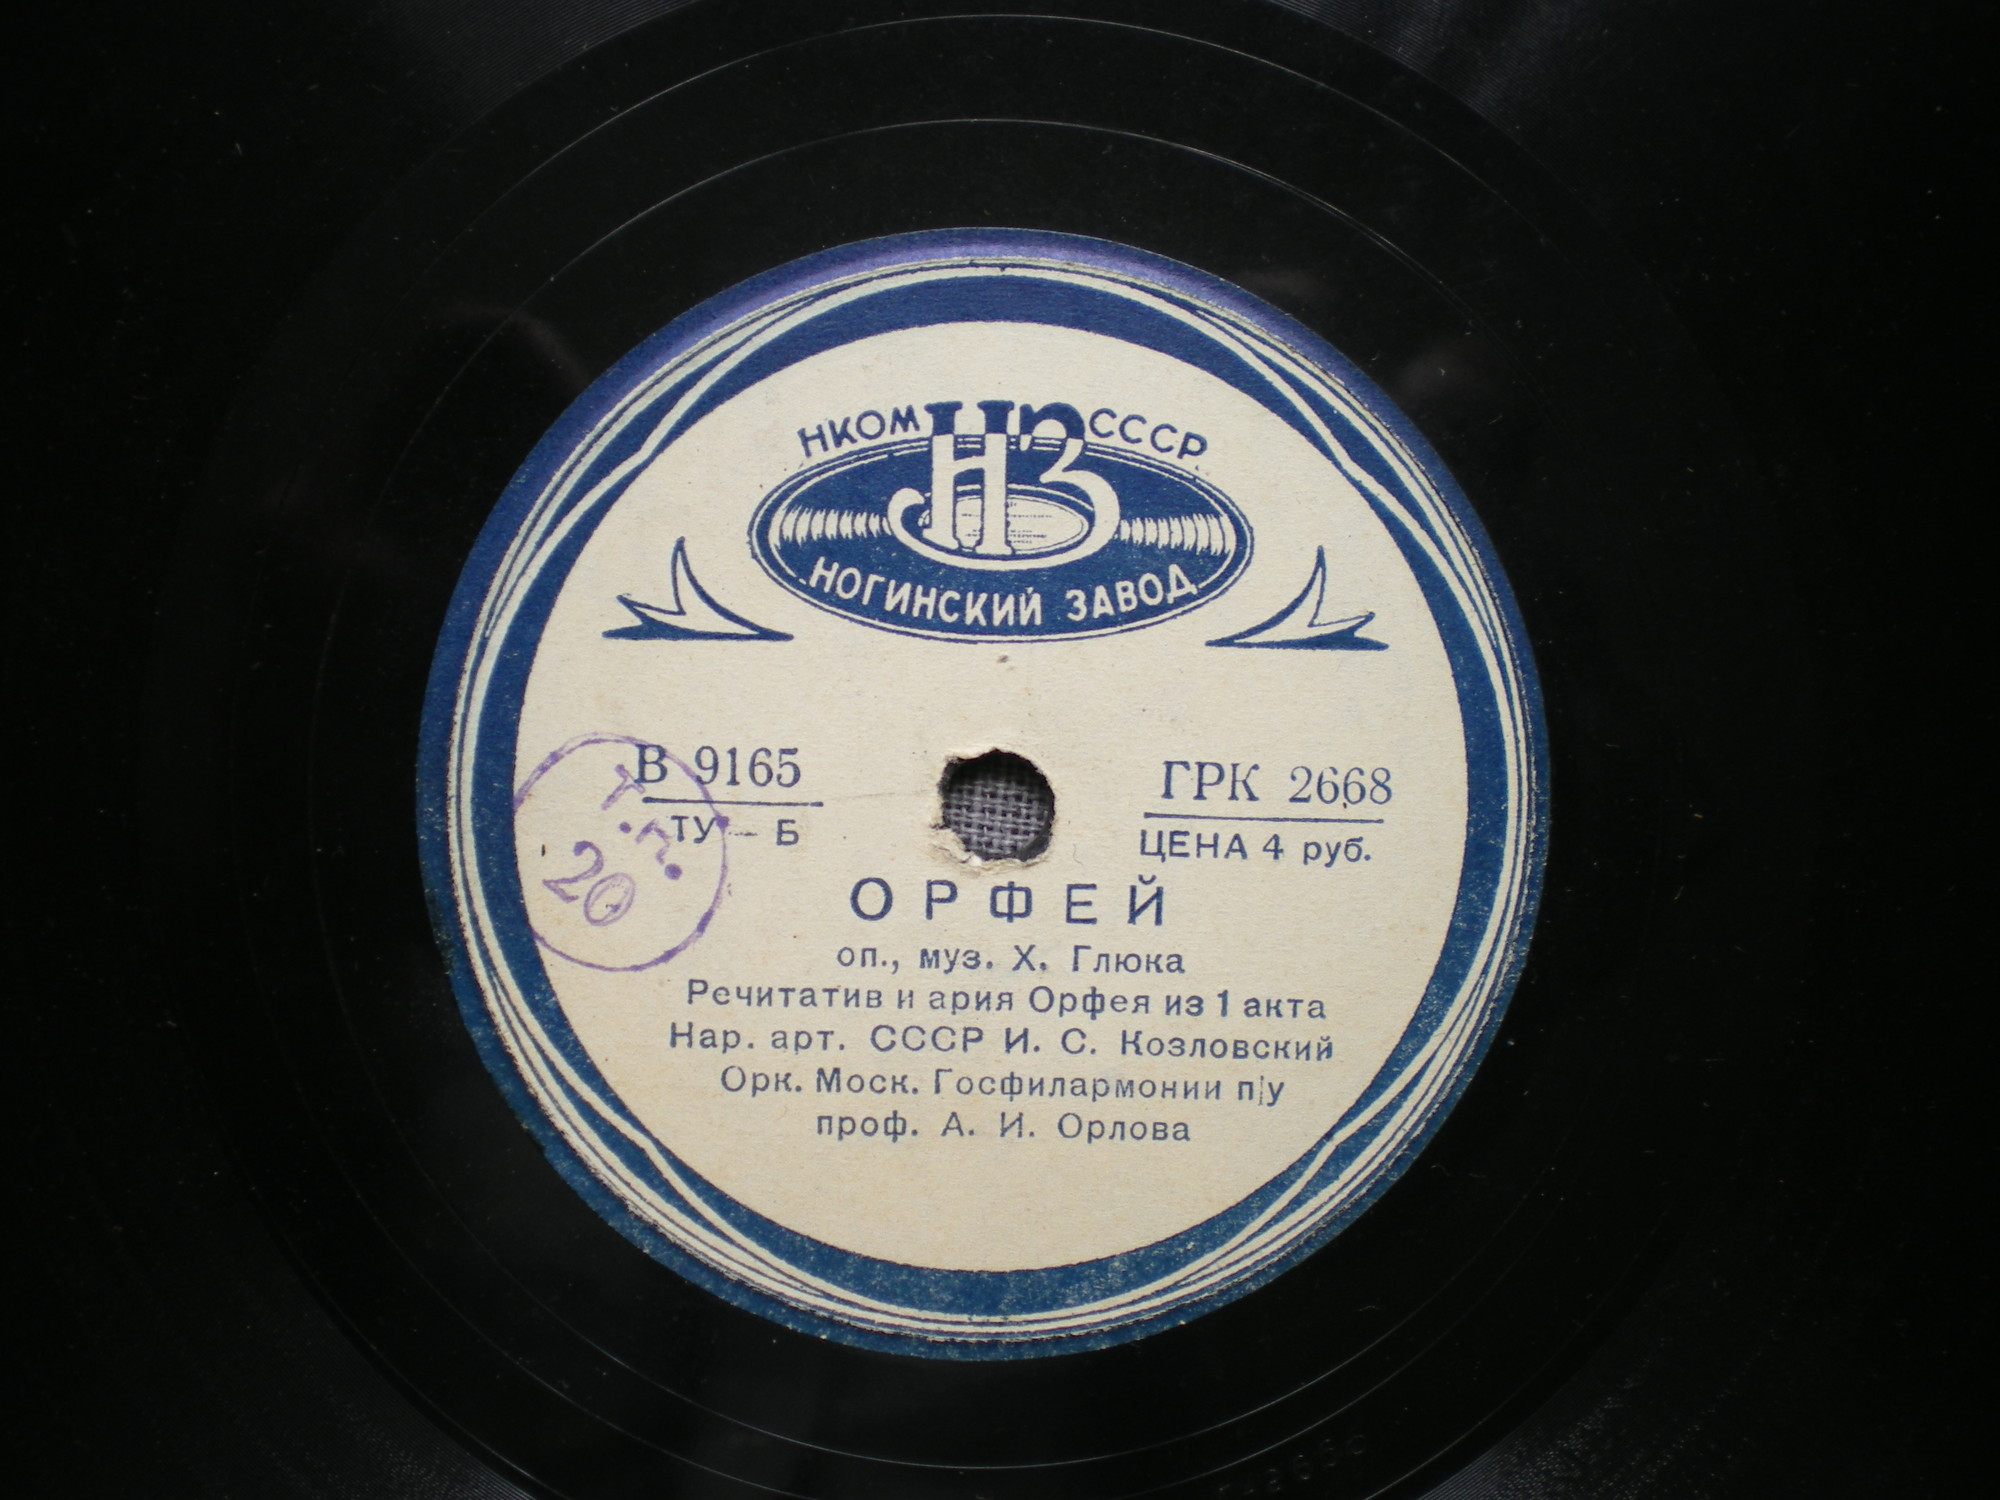 НКОМ НЗ СССР
НОГИНСКИЙ ЗАВОД
В 9165
ТУ — Б
ГРК 2668
ЦЕНА 4 руб.
Т.П.
20
ОРФЕЙ
оп., муз. Х. Глюка
Речитатив и ария Орфея из 1 акта
Нар. арт. СССР И. С. Козловский
Орк. Моск. Госфилармонии п/у
проф. А. И. Орлова